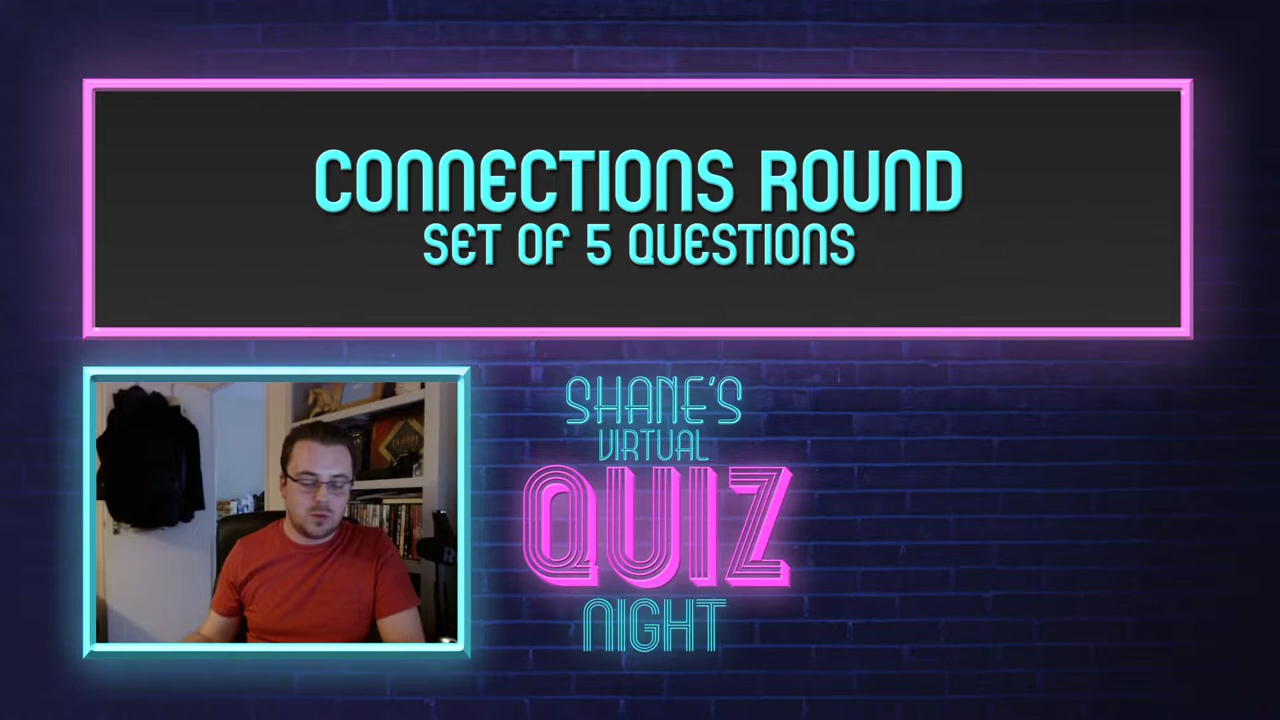 CONNECTIONS ROUND
SET OF 5 QUESTIONS
SHANE'S
VIRTUAL
QUIZ
NIGHT